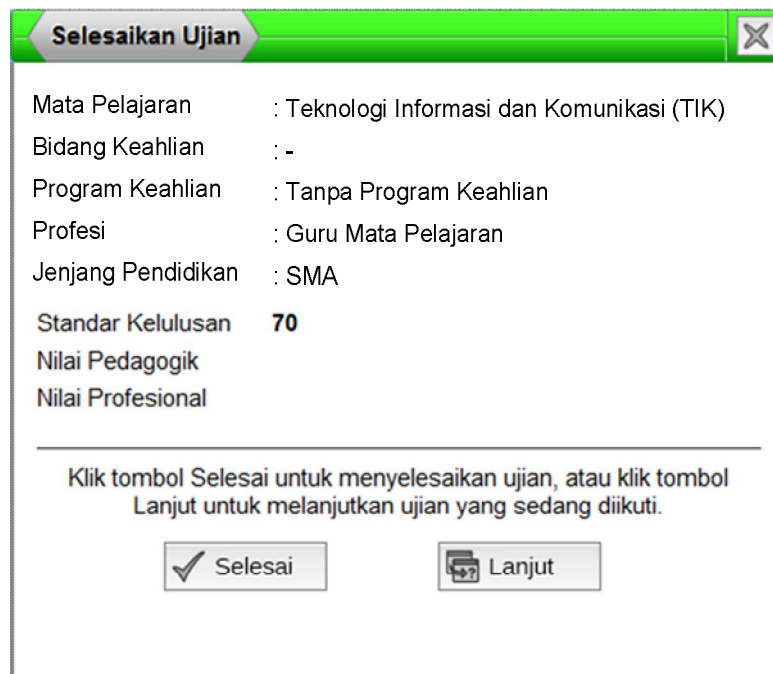 Selesaikan Ujian
Mata Pelajaran : Teknologi Informasi dan Komunikasi (TIK)
Bidang Keahlian : -
Program Keahlian : Tanpa Program Keahlian
Profesi : Guru Mata Pelajaran
Jenjang Pendidikan : SMA
Standar Kelulusan 70
Nilai Pedagogik
Nilai Profesional
Klik tombol Selesai untuk menyelesaikan ujian, atau klik tombol
Lanjut untuk melanjutkan ujian yang sedang diikuti.
Selesai Lanjut